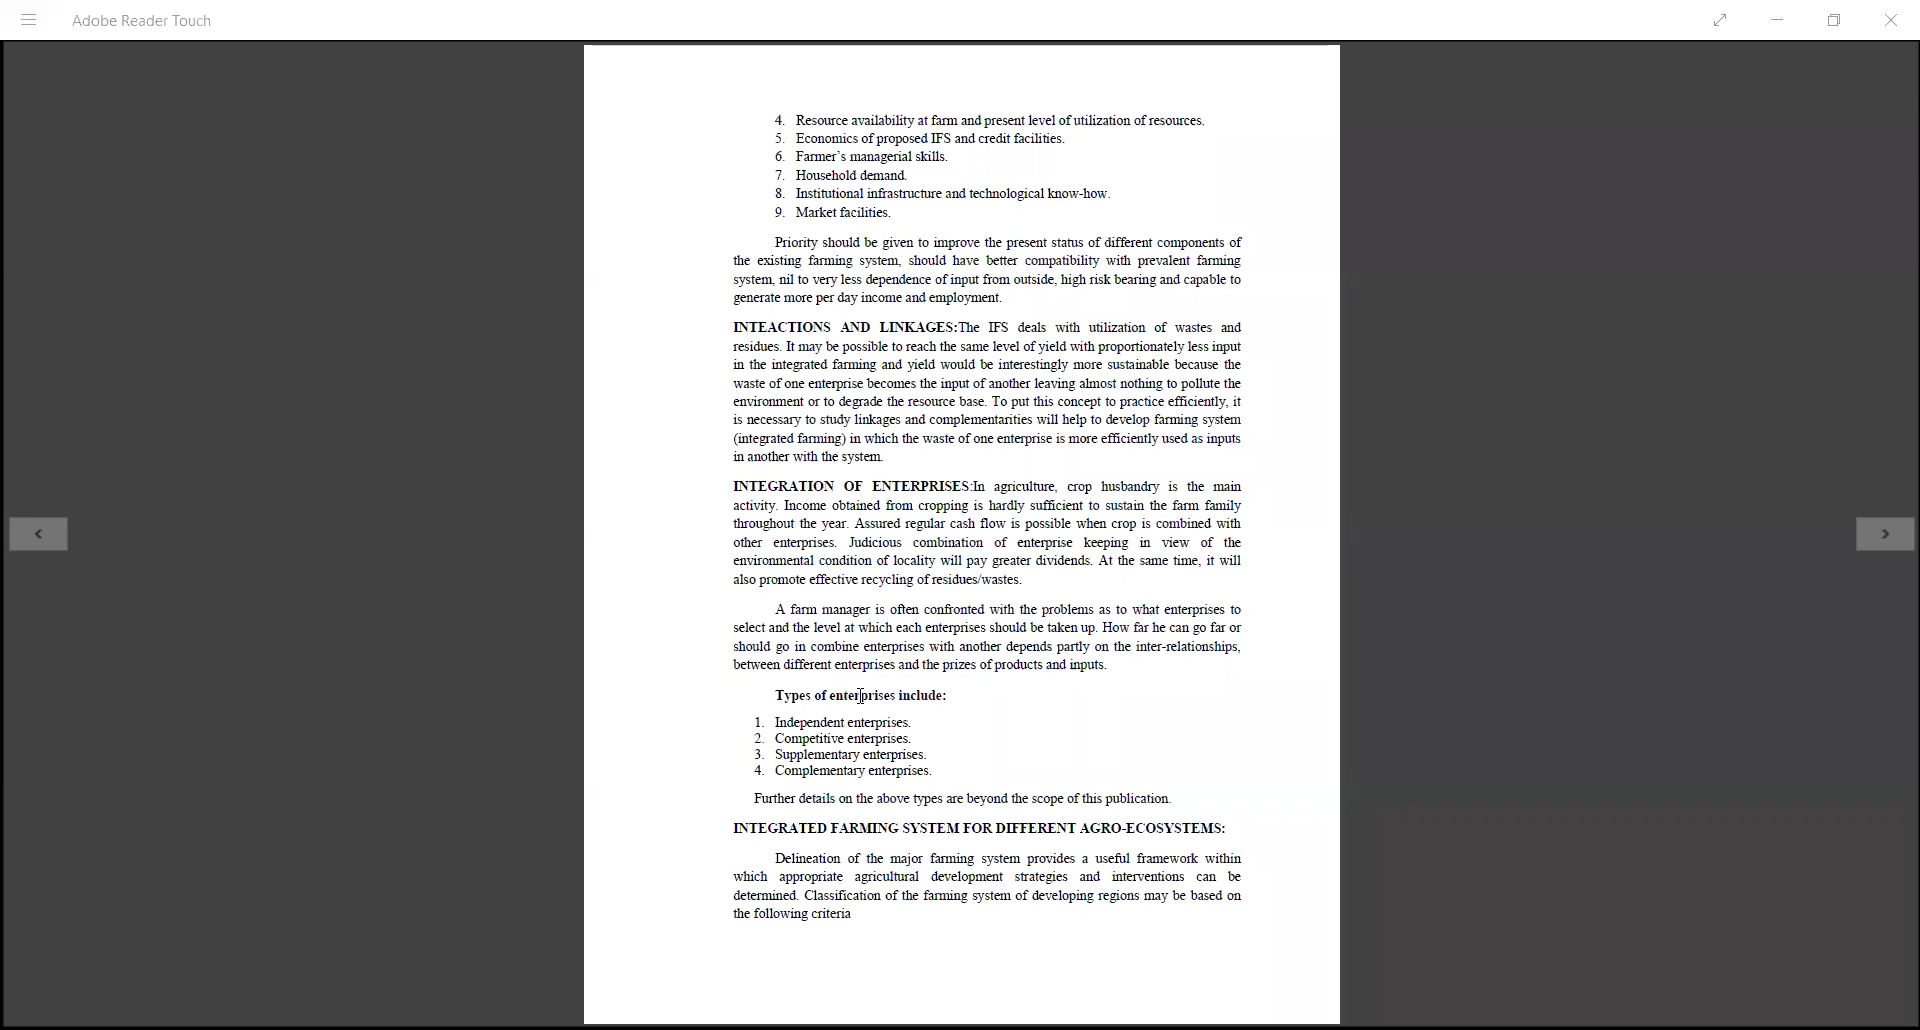 Adobe Reader Touch
4. Resource availability at farm and present level of utilization of resources.
5. Economics of proposed IFS and credit facilities.
6. Farmer's managerial skills.
7. Household demand.
8. Institutional infrastructure and technological know-how.
9. Market facilities.
Priority should be given to improve the present status of different components of
the existing farming system, should have better compatibility with prevalent farming
system, nil to very less dependence of input from outside, high risk bearing and capable to
generate more per day income and employment.
INTEACTIONS AND LINKAGES:The IFS deals with utilization of wastes and
residues. It may be possible to reach the same level of yield with proportionately less input
in the integrated farming and yield would be interestingly more sustainable because the
waste of one enterprise becomes the input of another leaving almost nothing to pollute the
environment or to degrade the resource base. To put this concept to practice efficiently, it
is necessary to study linkages and complementarities will help to develop farming system
(integrated farming) in which the waste of one enterprise is more efficiently used as inputs
in another with the system.
INTEGRATION OF ENTERPRISES:In agriculture, crop husbandry is the main
activity. Income obtained from cropping is hardly sufficient to sustain the farm family
throughout the year. Assured regular cash flow is possible when crop is combined with
other enterprises. Judicious combination of enterprise keeping in view of the
environmental condition of locality will pay greater dividends. At the same time, it will
also promote effective recycling of residues/wastes.
A farm manager is often confronted with the problems as to what enterprises to
select and the level at which each enterprises should be taken up. How far he can go far or
should go in combine enterprises with another depends partly on the inter-relationships,
between different enterprises and the prizes of products and inputs.
Types of enterprises include:
1. Independent enterprises.
2. Competitive enterprises.
3. Supplementary enterprises.
4. Complementary enterprises.
Further details on the above types are beyond the scope of this publication.
INTEGRATED FARMING SYSTEM FOR DIFFERENT AGRO-ECOSYSTEMS:
Delineation of the major farming system provides a useful framework within
which appropriate agricultural development strategies and interventions can be
determined. Classification of the farming system of developing regions may be based on
the following criteria